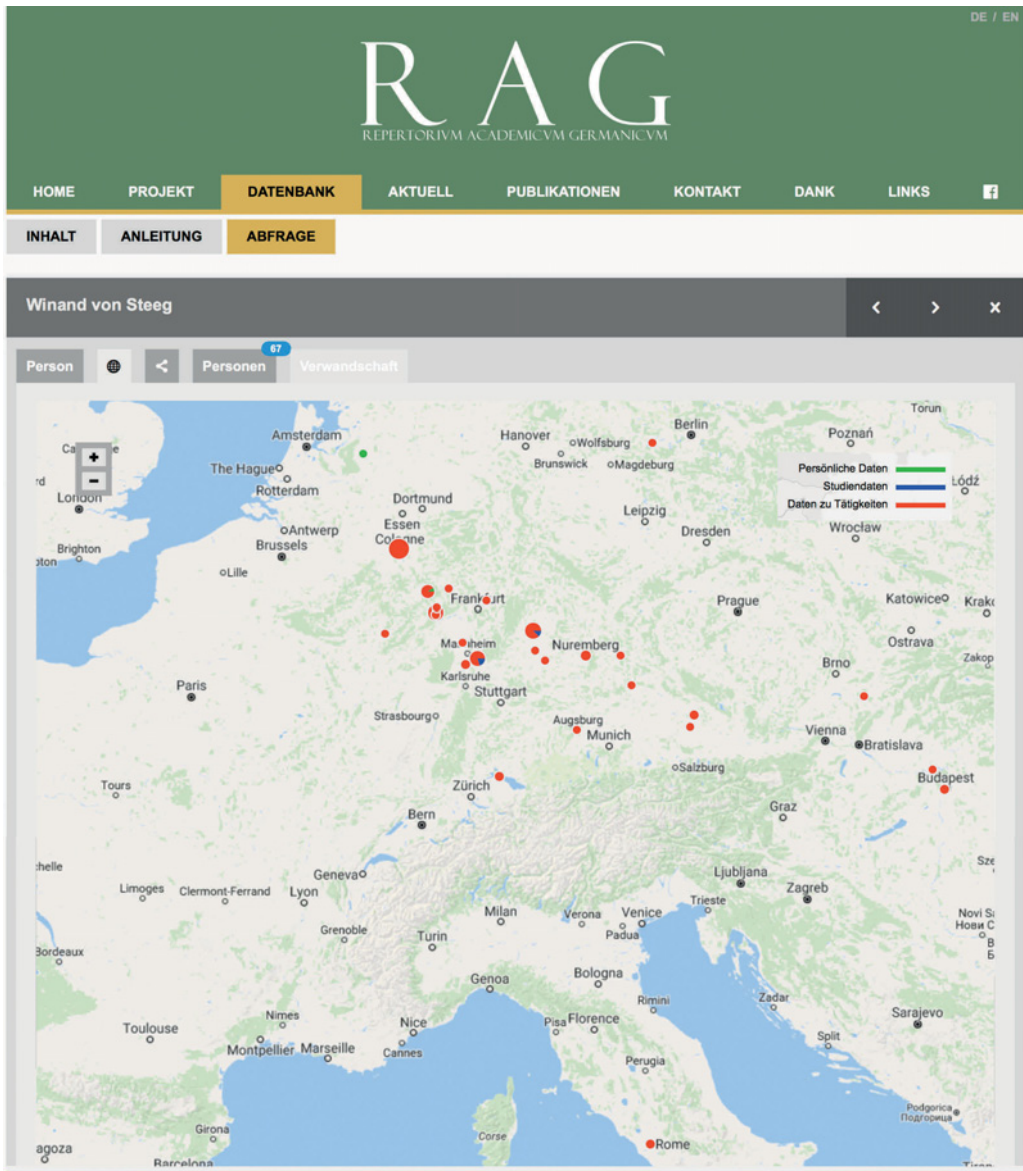 DE / EN
RAG
REPERTORIVM ACADEMICVM GERMANICVM
HOME PROJEKT DATENBANK AKTUELL PUBLIKATIONEN KONTAKT DANK LINKS f
INHALT ANLEITUNG ABFRAGE
Winand von Steeg < > ×
67
Person Personen Verwandschaft
Torun
Berlin
Amsterdam Hanover Wolfsburg Poznań
Brunswick Magdeburg
+
The Hague
Persönliche Daten
−
Łódź
Studiendaten
London Rotterdam Dortmund
Daten zu Tätigkeiten
Essen Leipzig
Antwerp Dresden Wrocław
Brighton Brussels Cologne
Lille
Frankfurt Prague Katowice
Ostrava
Mannheim Nuremberg
Zakop
Brno
Karlsruhe
Paris Stuttgart
Strasbourg Augsburg
Munich Vienna
Bratislava
Salzburg
Budapest
Tours Zürich
Graz
Bern
Geneva Ljubljana
Limoges Clermont-Ferrand Lyon Zagreb
Trieste
Milan Verona Venice
Grenoble Turin Padua
Novi
Нови
Bordeaux
Genoa Bologna
Rimini Zadar
Nimes Nice Pisa Florence Sarajevo
Toulouse Split
Montpellier Marseille Cannes
Perugia
Podgorica
Подгорица
Girona
Corse
Rome
agoza
Barcelona